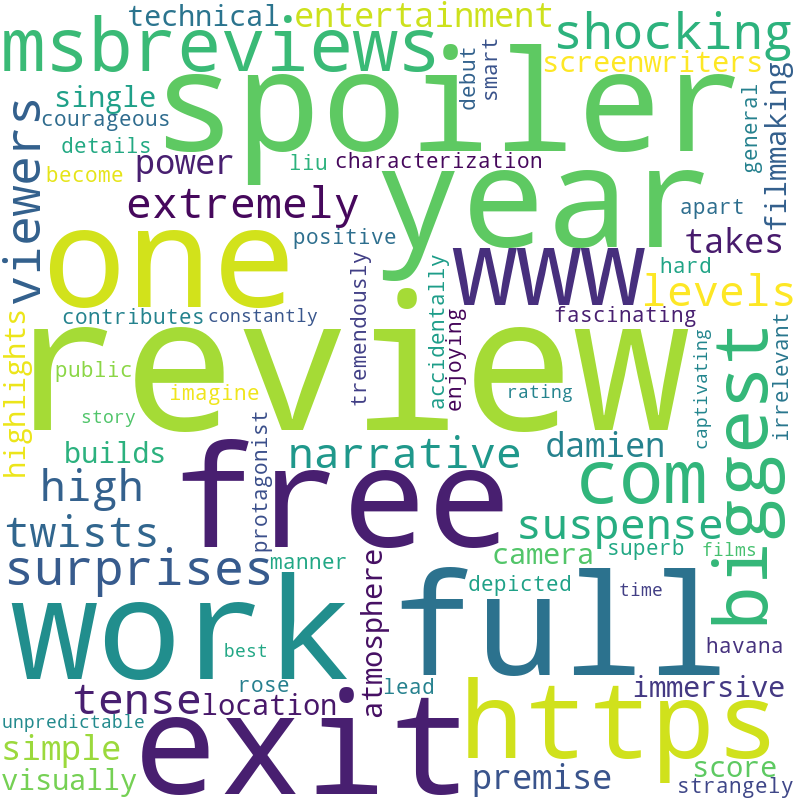 technical
entertainment
msbreviews
shocking
screenwriters
debut
smart
spoiler
single
courageous
details
become
viewers
power
liu
characterization
general
filmmaking
extremely
year
apart
positive
takes
one
www
hard
levels
tremendously
accidentally
contributes
constantly
enjoying
fascinating
highlights
review
public
imagine
story
rating
captivating
biggest
irrelevant
builds
protagonist
free
narrative
damien
high
com
twists
suspense
surprises
manner
camera
superb
films
atmosphere
depicted
time
work
full
best
havana
rose
lead
immersive
tense
location
unpredictable
exit
https
simple
visually
premise
score
strangely